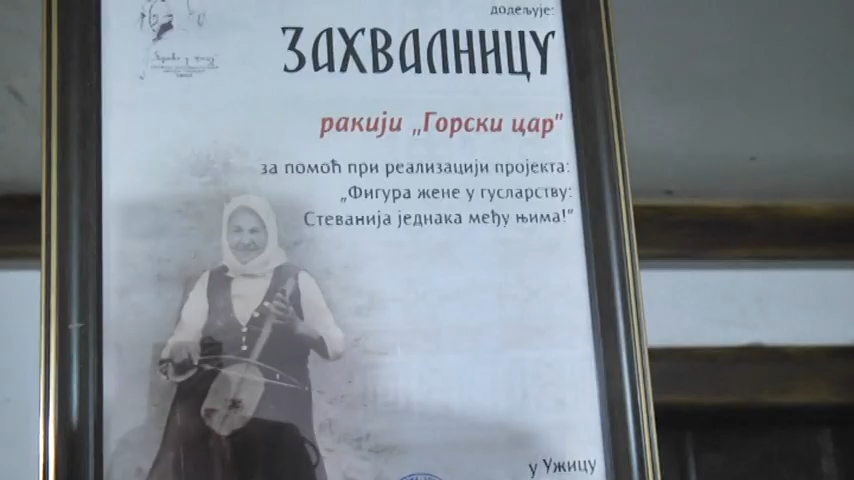 додељује:
ЗАХВАЛНИЦУ
ракији „Горски цар”
за помоћ при реализацији пројекта:
„Фигура жене у гусларству:
Стеванија једнака међу њима!”
у Ужицу